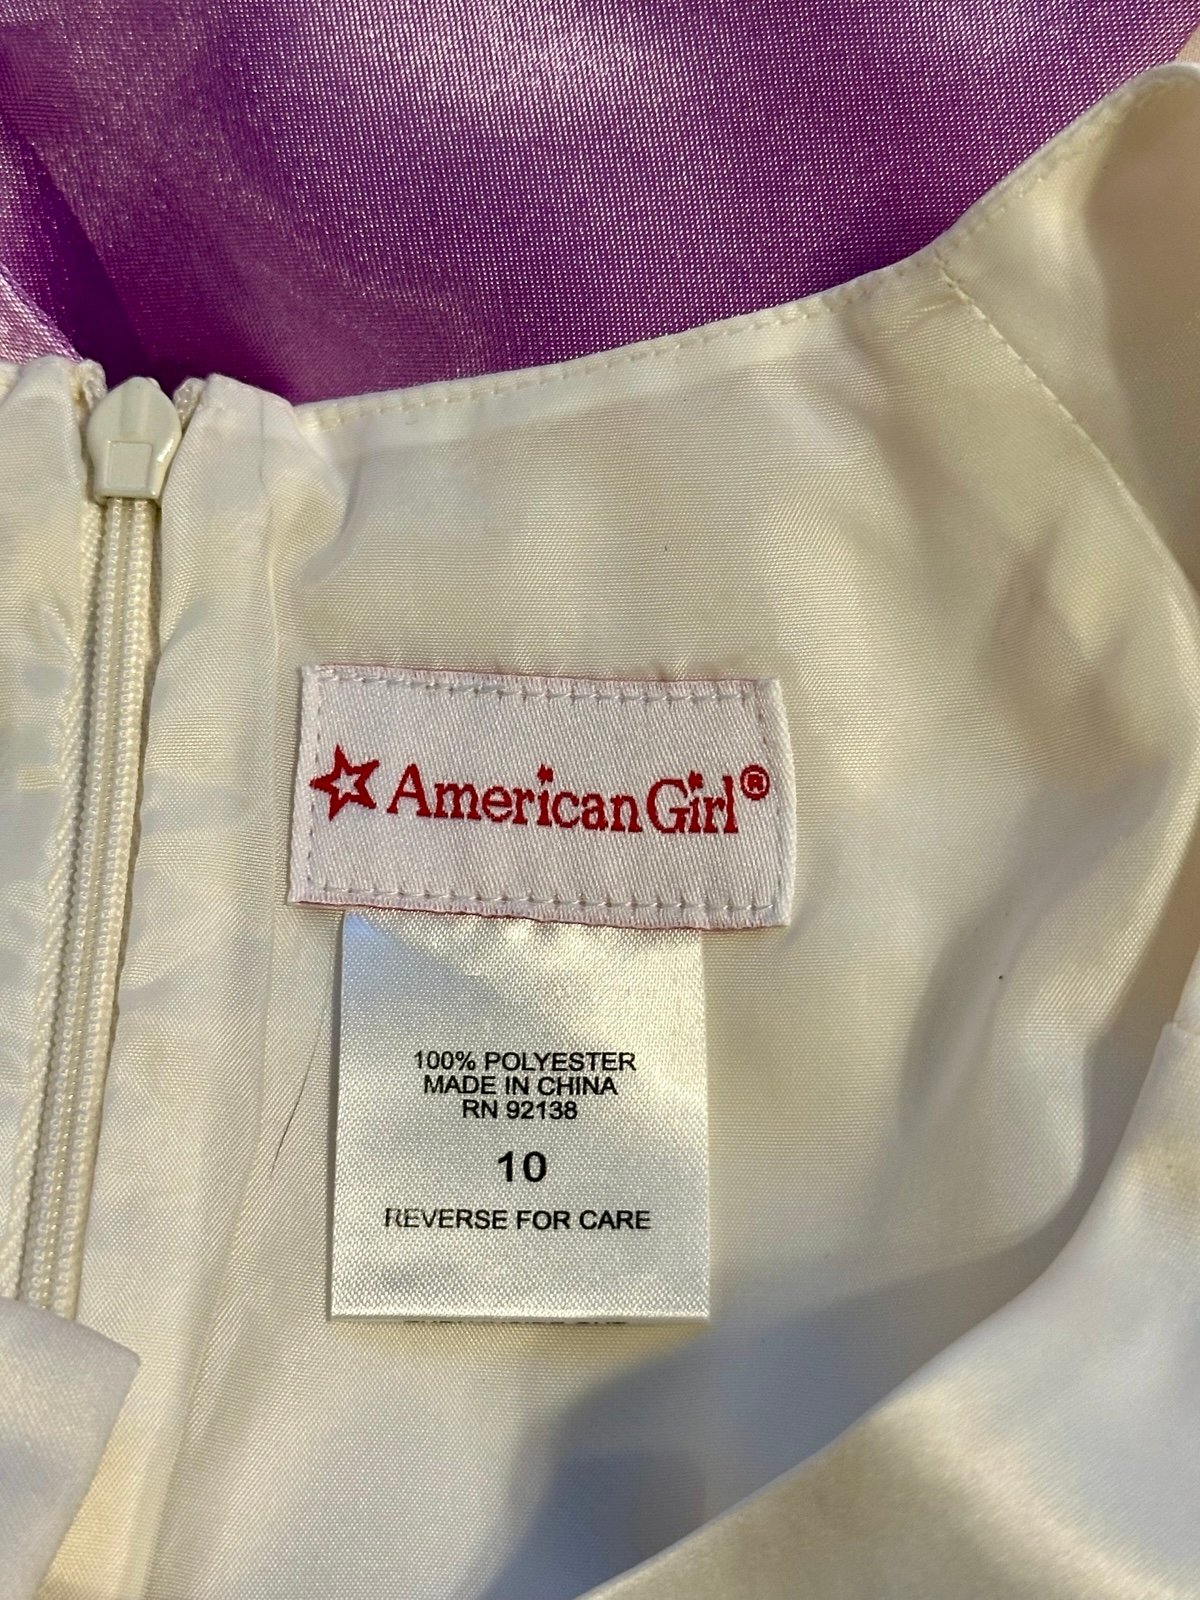 American Girl®
100% POLYESTER
MADE IN CHINA
RN 92138
10
REVERSE FOR CARE